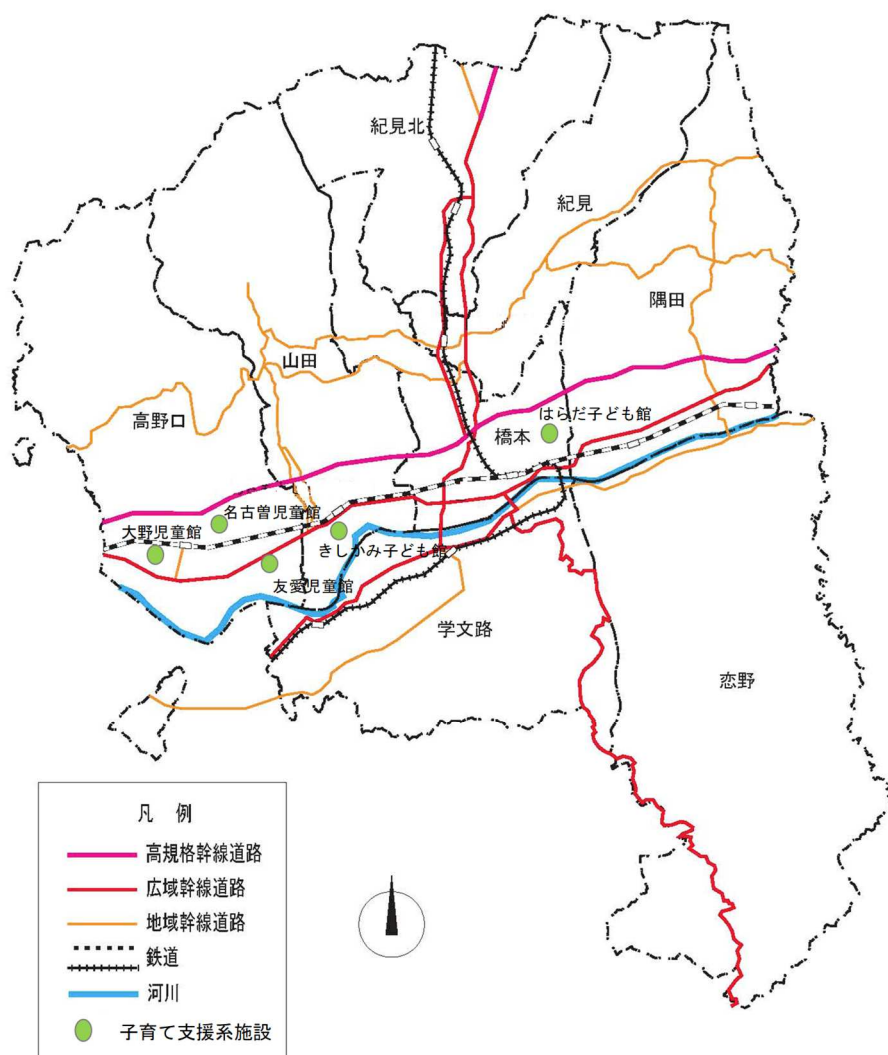 紀見北
紀見
隅田
山田
高野口
はらだ子ども館
橋本
名古曽児童館
大野児童館
きしかみ子ども館
友愛児童館
学文路
恋野
凡 例
高規格幹線道路
広域幹線道路
地域幹線道路
鉄道
河川
子育て支援系施設